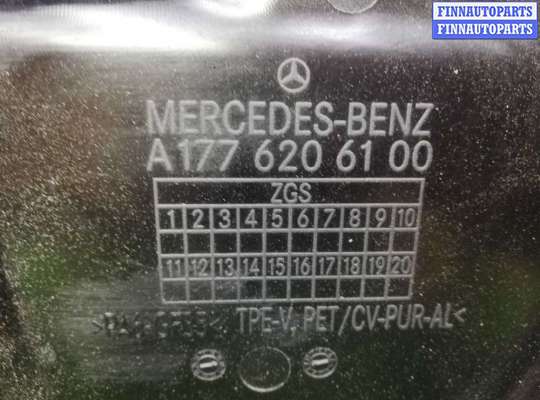 FINNAUTOPARTS
FINNAUTOPARTS
MERCEDES-BENZ
A 177 620 61 00
ZGS
1 2 3 4 5 6 7 8 9 10
11 12 13 14 15 16 17 18 19 20
TPE-V, PET/CV-PUR-AL<